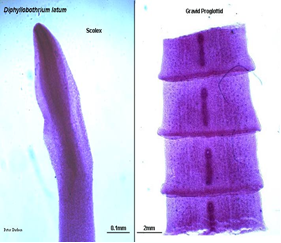 Diphyllobothrium latum
Scolex
Gravid Proglottid
0.1mm
2mm